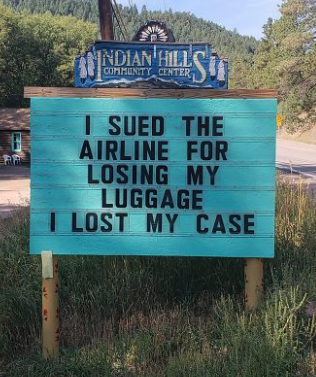 INDIAN HILLS
COMMUNITY CENTER
I SUED THE
AIRLINE FOR
LOSING MY
LUGGAGE
I LOST MY CASE